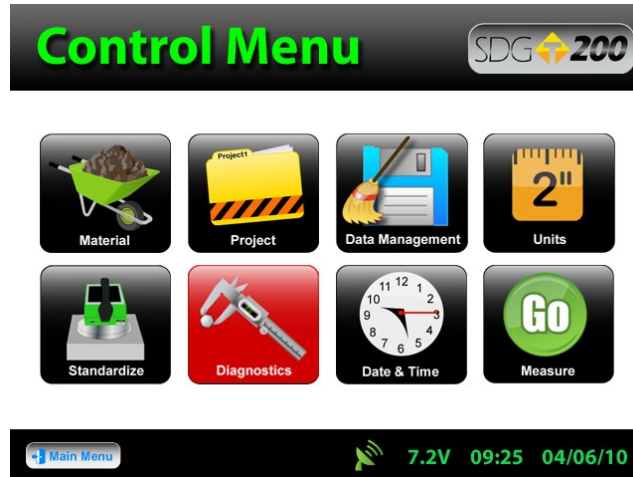 Control Menu
SDG 200
Project1
2"
Material
Project
Data Management
Units
11 12 1
10 2
9 3
8 4
7 6 5
Go
Standardize
Diagnostics
Date & Time
Measure
Main Menu
7.2V 09:25 04/06/10